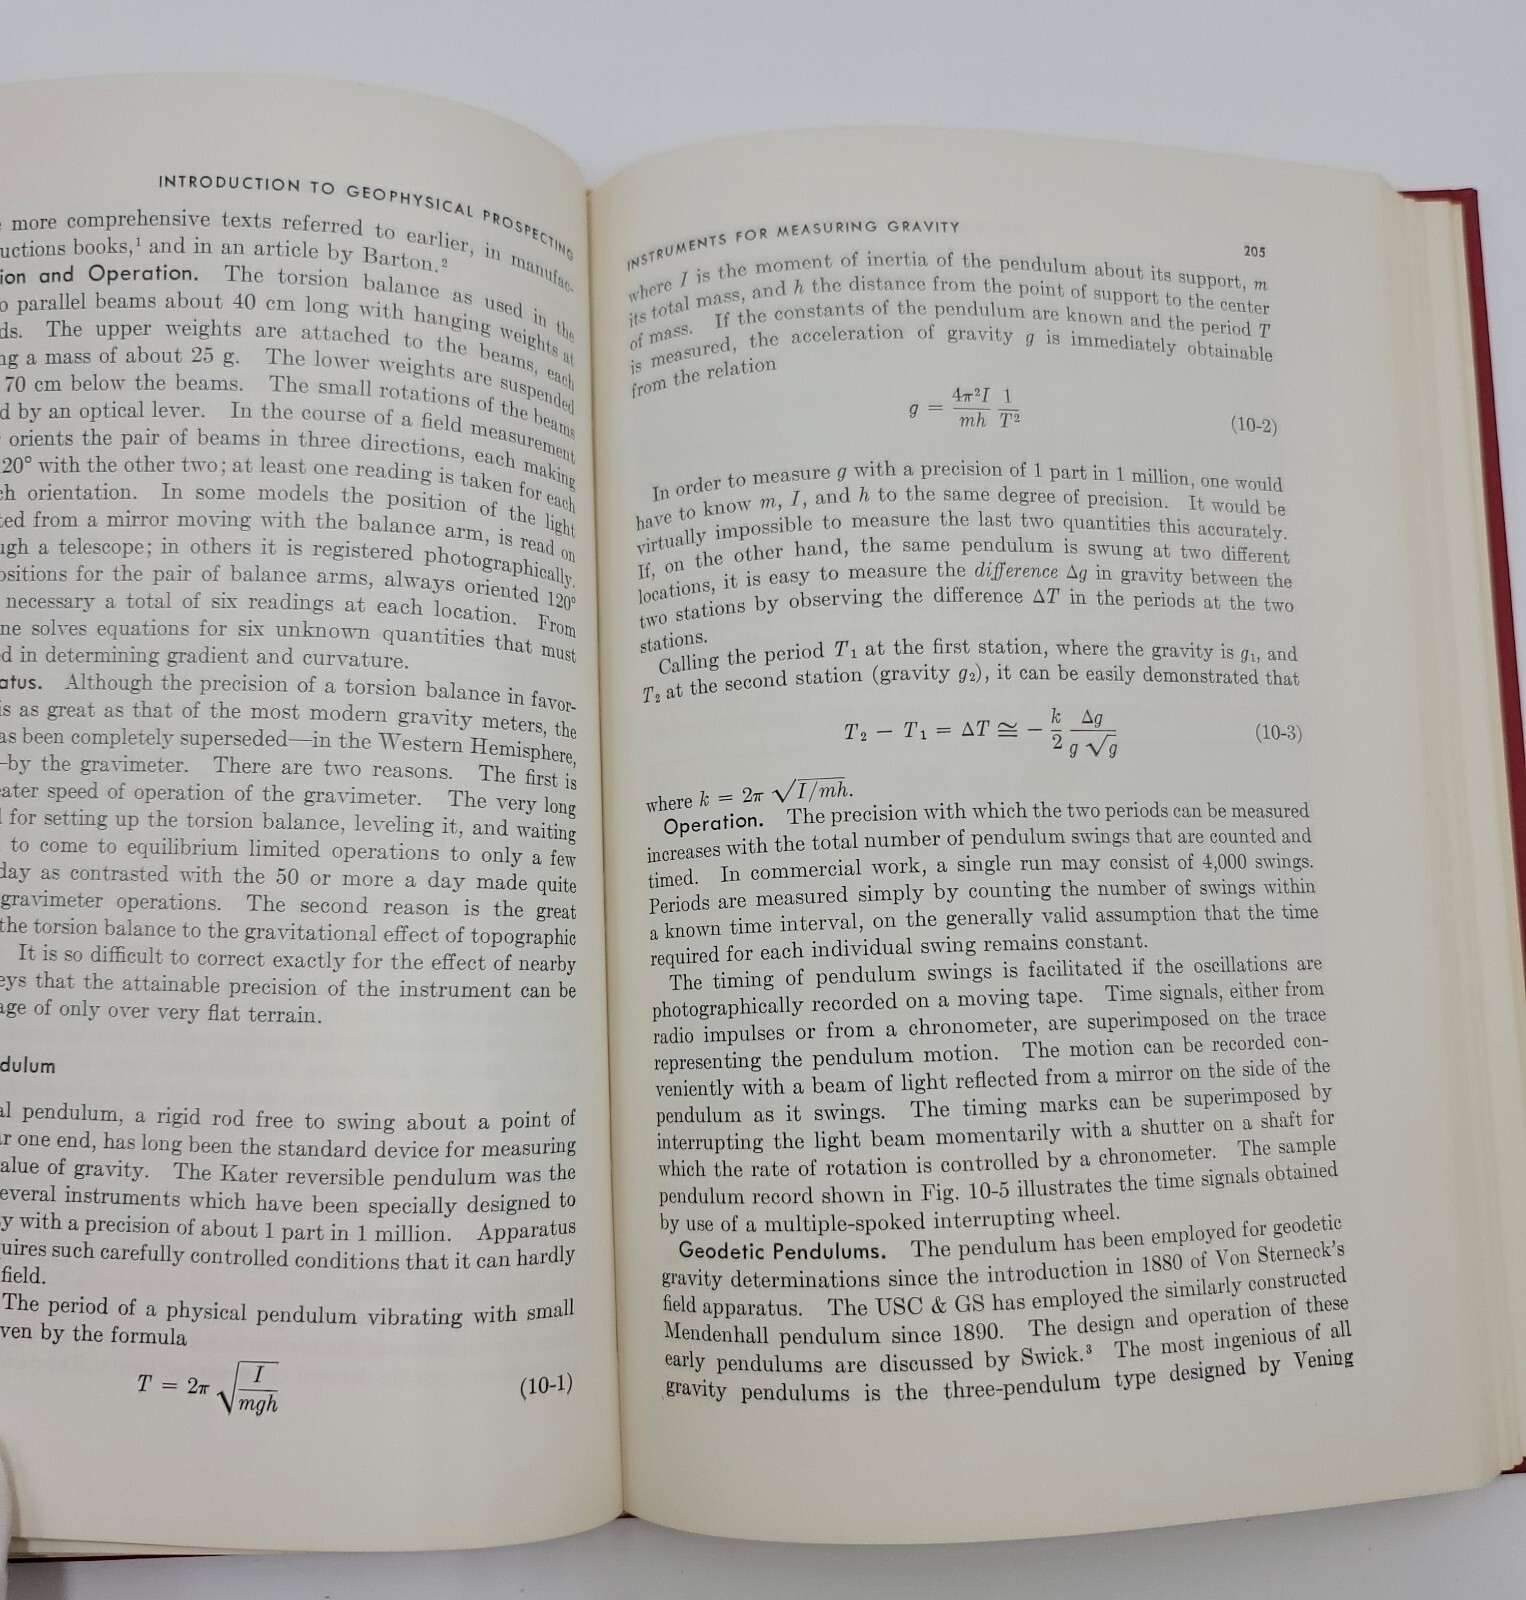 INTRODUCTION TO GEOPHYSICAL PROSPECTING
more comprehensive texts referred to earlier, in manufac-
uctions books,¹ and in an article by Barton.²
ion and Operation. The torsion balance as used in the
o parallel beams about 40 cm long with hanging weights at
ds. The upper weights are attached to the beams, each
ng a mass of about 25 g. The lower weights are suspended
70 cm below the beams. The small rotations of the beams
d by an optical lever. In the course of a field measurement
orients the pair of beams in three directions, each making
20° with the other two; at least one reading is taken for each
ch orientation. In some models the position of the light
ted from a mirror moving with the balance arm, is read on
ugh a telescope; in others it is registered photographically.
ositions for the pair of balance arms, always oriented 120°
necessary a total of six readings at each location. From
ne solves equations for six unknown quantities that must
d in determining gradient and curvature.
atus. Although the precision of a torsion balance in favor-
is as great as that of the most modern gravity meters, the
as been completely superseded—in the Western Hemisphere,
—by the gravimeter. There are two reasons. The first is
eater speed of operation of the gravimeter. The very long
for setting up the torsion balance, leveling it, and waiting
to come to equilibrium limited operations to only a few
day as contrasted with the 50 or more a day made quite
gravimeter operations. The second reason is the great
the torsion balance to the gravitational effect of topographic
It is so difficult to correct exactly for the effect of nearby
eys that the attainable precision of the instrument can be
age of only over very flat terrain.
dulum
al pendulum, a rigid rod free to swing about a point of
r one end, has long been the standard device for measuring
alue of gravity. The Kater reversible pendulum was the
everal instruments which have been specially designed to
y with a precision of about 1 part in 1 million. Apparatus
uires such carefully controlled conditions that it can hardly
field.
The period of a physical pendulum vibrating with small
ven by the formula
T = 2π √(I/mgh) (10-1)
INSTRUMENTS FOR MEASURING GRAVITY 205
where I is the moment of inertia of the pendulum about its support, m
its total mass, and h the distance from the point of support to the center
of mass. If the constants of the pendulum are known and the period T
is measured, the acceleration of gravity g is immediately obtainable
from the relation
g = 4π²I/mh 1/T² (10-2)
In order to measure g with a precision of 1 part in 1 million, one would
have to know m, I, and h to the same degree of precision. It would be
virtually impossible to measure the last two quantities this accurately.
If, on the other hand, the same pendulum is swung at two different
locations, it is easy to measure the difference Δg in gravity between the
two stations by observing the difference ΔT in the periods at the two
stations.
Calling the period T₁ at the first station, where the gravity is g₁, and
T₂ at the second station (gravity g₂), it can be easily demonstrated that
T₂ − T₁ = ΔT ≅ − k/2 Δg/g√g (10-3)
where k = 2π √I/mh.
Operation. The precision with which the two periods can be measured
increases with the total number of pendulum swings that are counted and
timed. In commercial work, a single run may consist of 4,000 swings.
Periods are measured simply by counting the number of swings within
a known time interval, on the generally valid assumption that the time
required for each individual swing remains constant.
The timing of pendulum swings is facilitated if the oscillations are
photographically recorded on a moving tape. Time signals, either from
radio impulses or from a chronometer, are superimposed on the trace
representing the pendulum motion. The motion can be recorded con-
veniently with a beam of light reflected from a mirror on the side of the
pendulum as it swings. The timing marks can be superimposed by
interrupting the light beam momentarily with a shutter on a shaft for
which the rate of rotation is controlled by a chronometer. The sample
pendulum record shown in Fig. 10-5 illustrates the time signals obtained
by use of a multiple-spoked interrupting wheel.
Geodetic Pendulums. The pendulum has been employed for geodetic
gravity determinations since the introduction in 1880 of Von Sterneck's
field apparatus. The USC & GS has employed the similarly constructed
Mendenhall pendulum since 1890. The design and operation of these
early pendulums are discussed by Swick.³ The most ingenious of all
gravity pendulums is the three-pendulum type designed by Vening